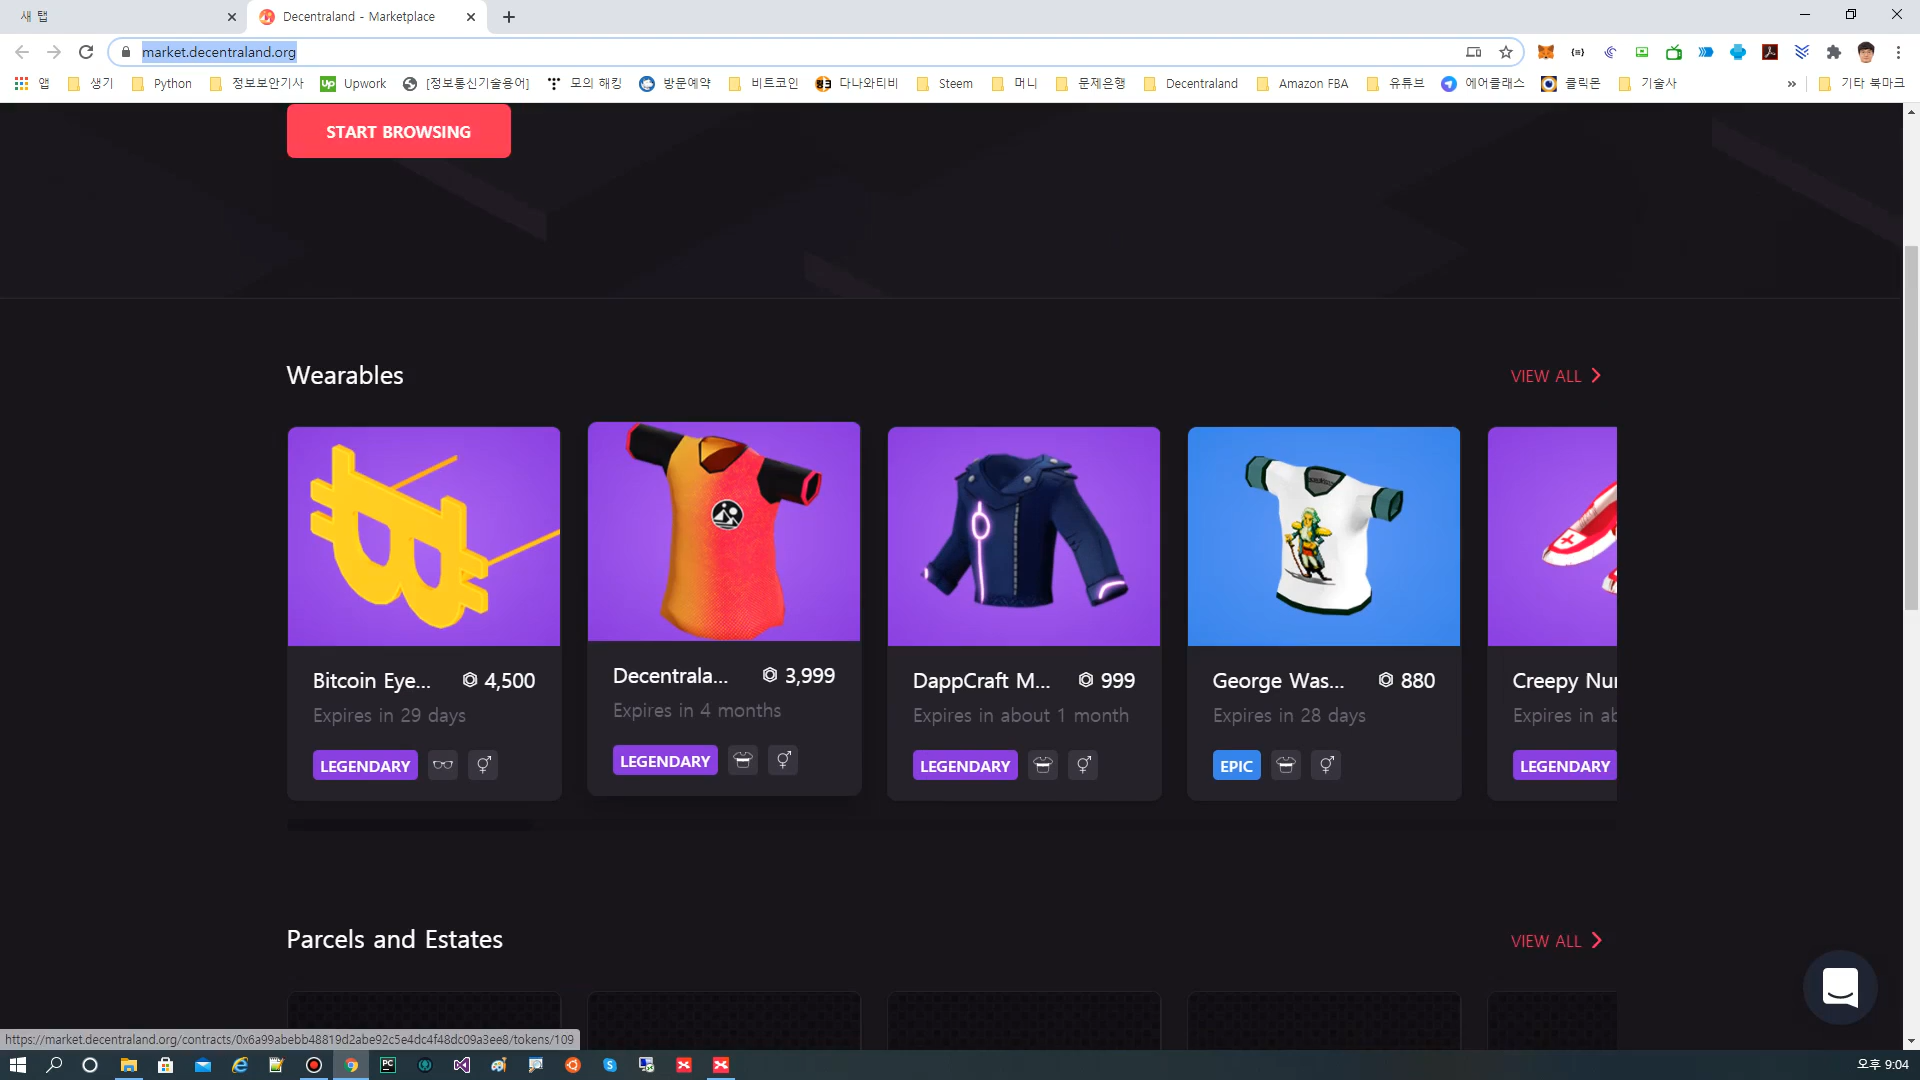 새 탭
Decentraland - Marketplace
market.decentraland.org
앱 생기 Python 정보보안기사 Up Upwork [정보통신기술용어] 모의 해킹 방문예약 비트코인 다나와티비 Steem 머니 문제은행 Decentraland Amazon FBA 유튜브 에어클래스 클릭몬 기술사 » 기타 북마크
START BROWSING
Wearables
VIEW ALL
Bitcoin Eye... 4,500
Expires in 29 days
LEGENDARY
Decentrala... 3,999
Expires in 4 months
LEGENDARY
DappCraft M... 999
Expires in about 1 month
LEGENDARY
George Was... 880
Expires in 28 days
EPIC
Creepy Nur
Expires in ab
LEGENDARY
Parcels and Estates
VIEW ALL
https://market.decentraland.org/contracts/0x6a99abebb48819d2abe92c5e4dc4f48dc09a3ee8/tokens/109
오후 9:04